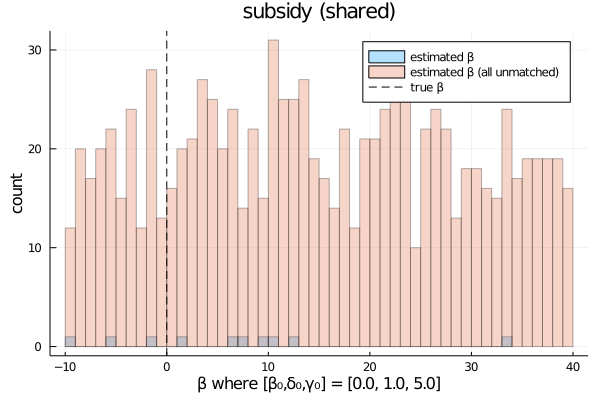 subsidy (shared)
30
20
10
0
count
estimated β
estimated β (all unmatched)
true β
−10
0
10
20
30
40
β where [β₀,δ₀,γ₀] = [0.0, 1.0, 5.0]